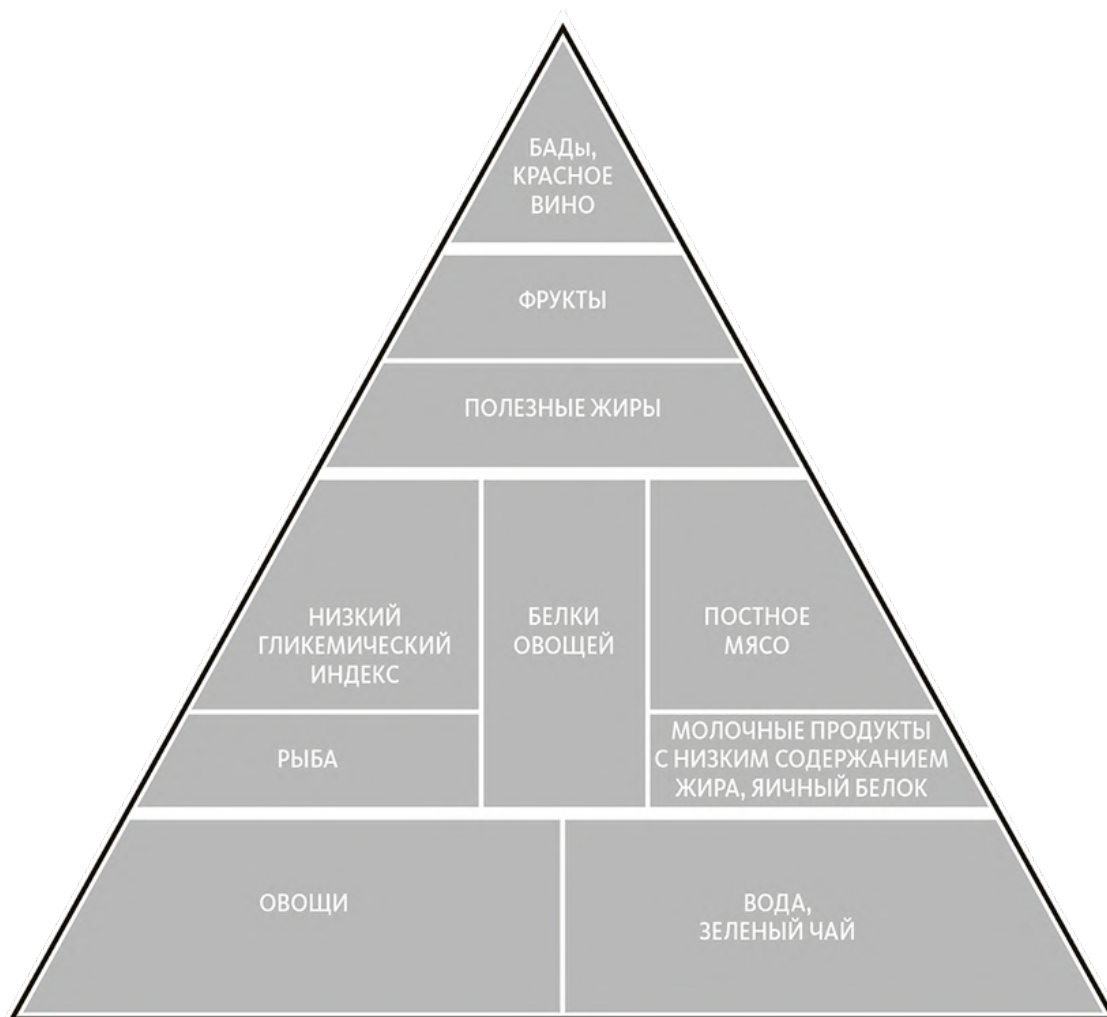 БАДы,
КРАСНОЕ
ВИНО
ФРУКТЫ
ПОЛЕЗНЫЕ ЖИРЫ
НИЗКИЙ
ГЛИКЕМИЧЕСКИЙ
ИНДЕКС
БЕЛКИ
ОВОЩЕЙ
ПОСТНОЕ
МЯСО
РЫБА
МОЛОЧНЫЕ ПРОДУКТЫ
С НИЗКИМ СОДЕРЖАНИЕМ
ЖИРА, ЯИЧНЫЙ БЕЛОК
ОВОЩИ
ВОДА,
ЗЕЛЕНЫЙ ЧАЙ